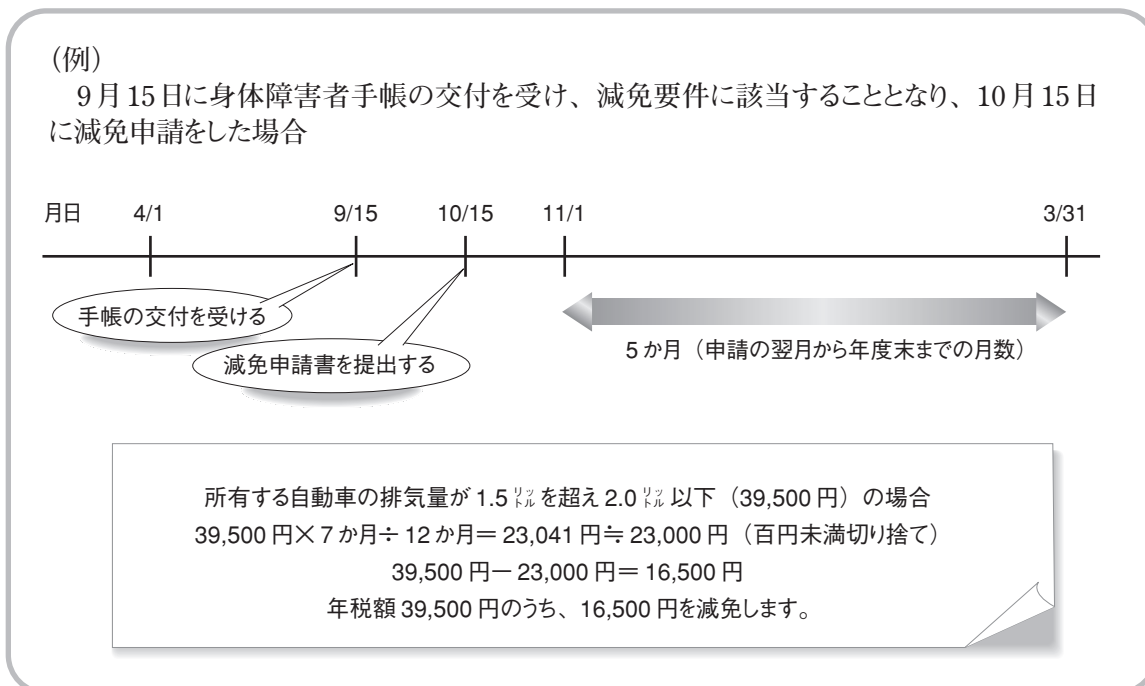 (例)
9月15日に身体障害者手帳の交付を受け、減免要件に該当することとなり、10月15日
に減免申請をした場合
月日 4/1 9/15 10/15 11/1 3/31
手帳の交付を受ける
減免申請書を提出する
5か月（申請の翌月から年度末までの月数）
所有する自動車の排気量が1.5リットルを超え2.0リットル以下（39,500円）の場合
39,500円×7か月÷12か月＝23,041円≒23,000円（百円未満切り捨て）
39,500円－23,000円＝16,500円
年税額39,500円のうち、16,500円を減免します。